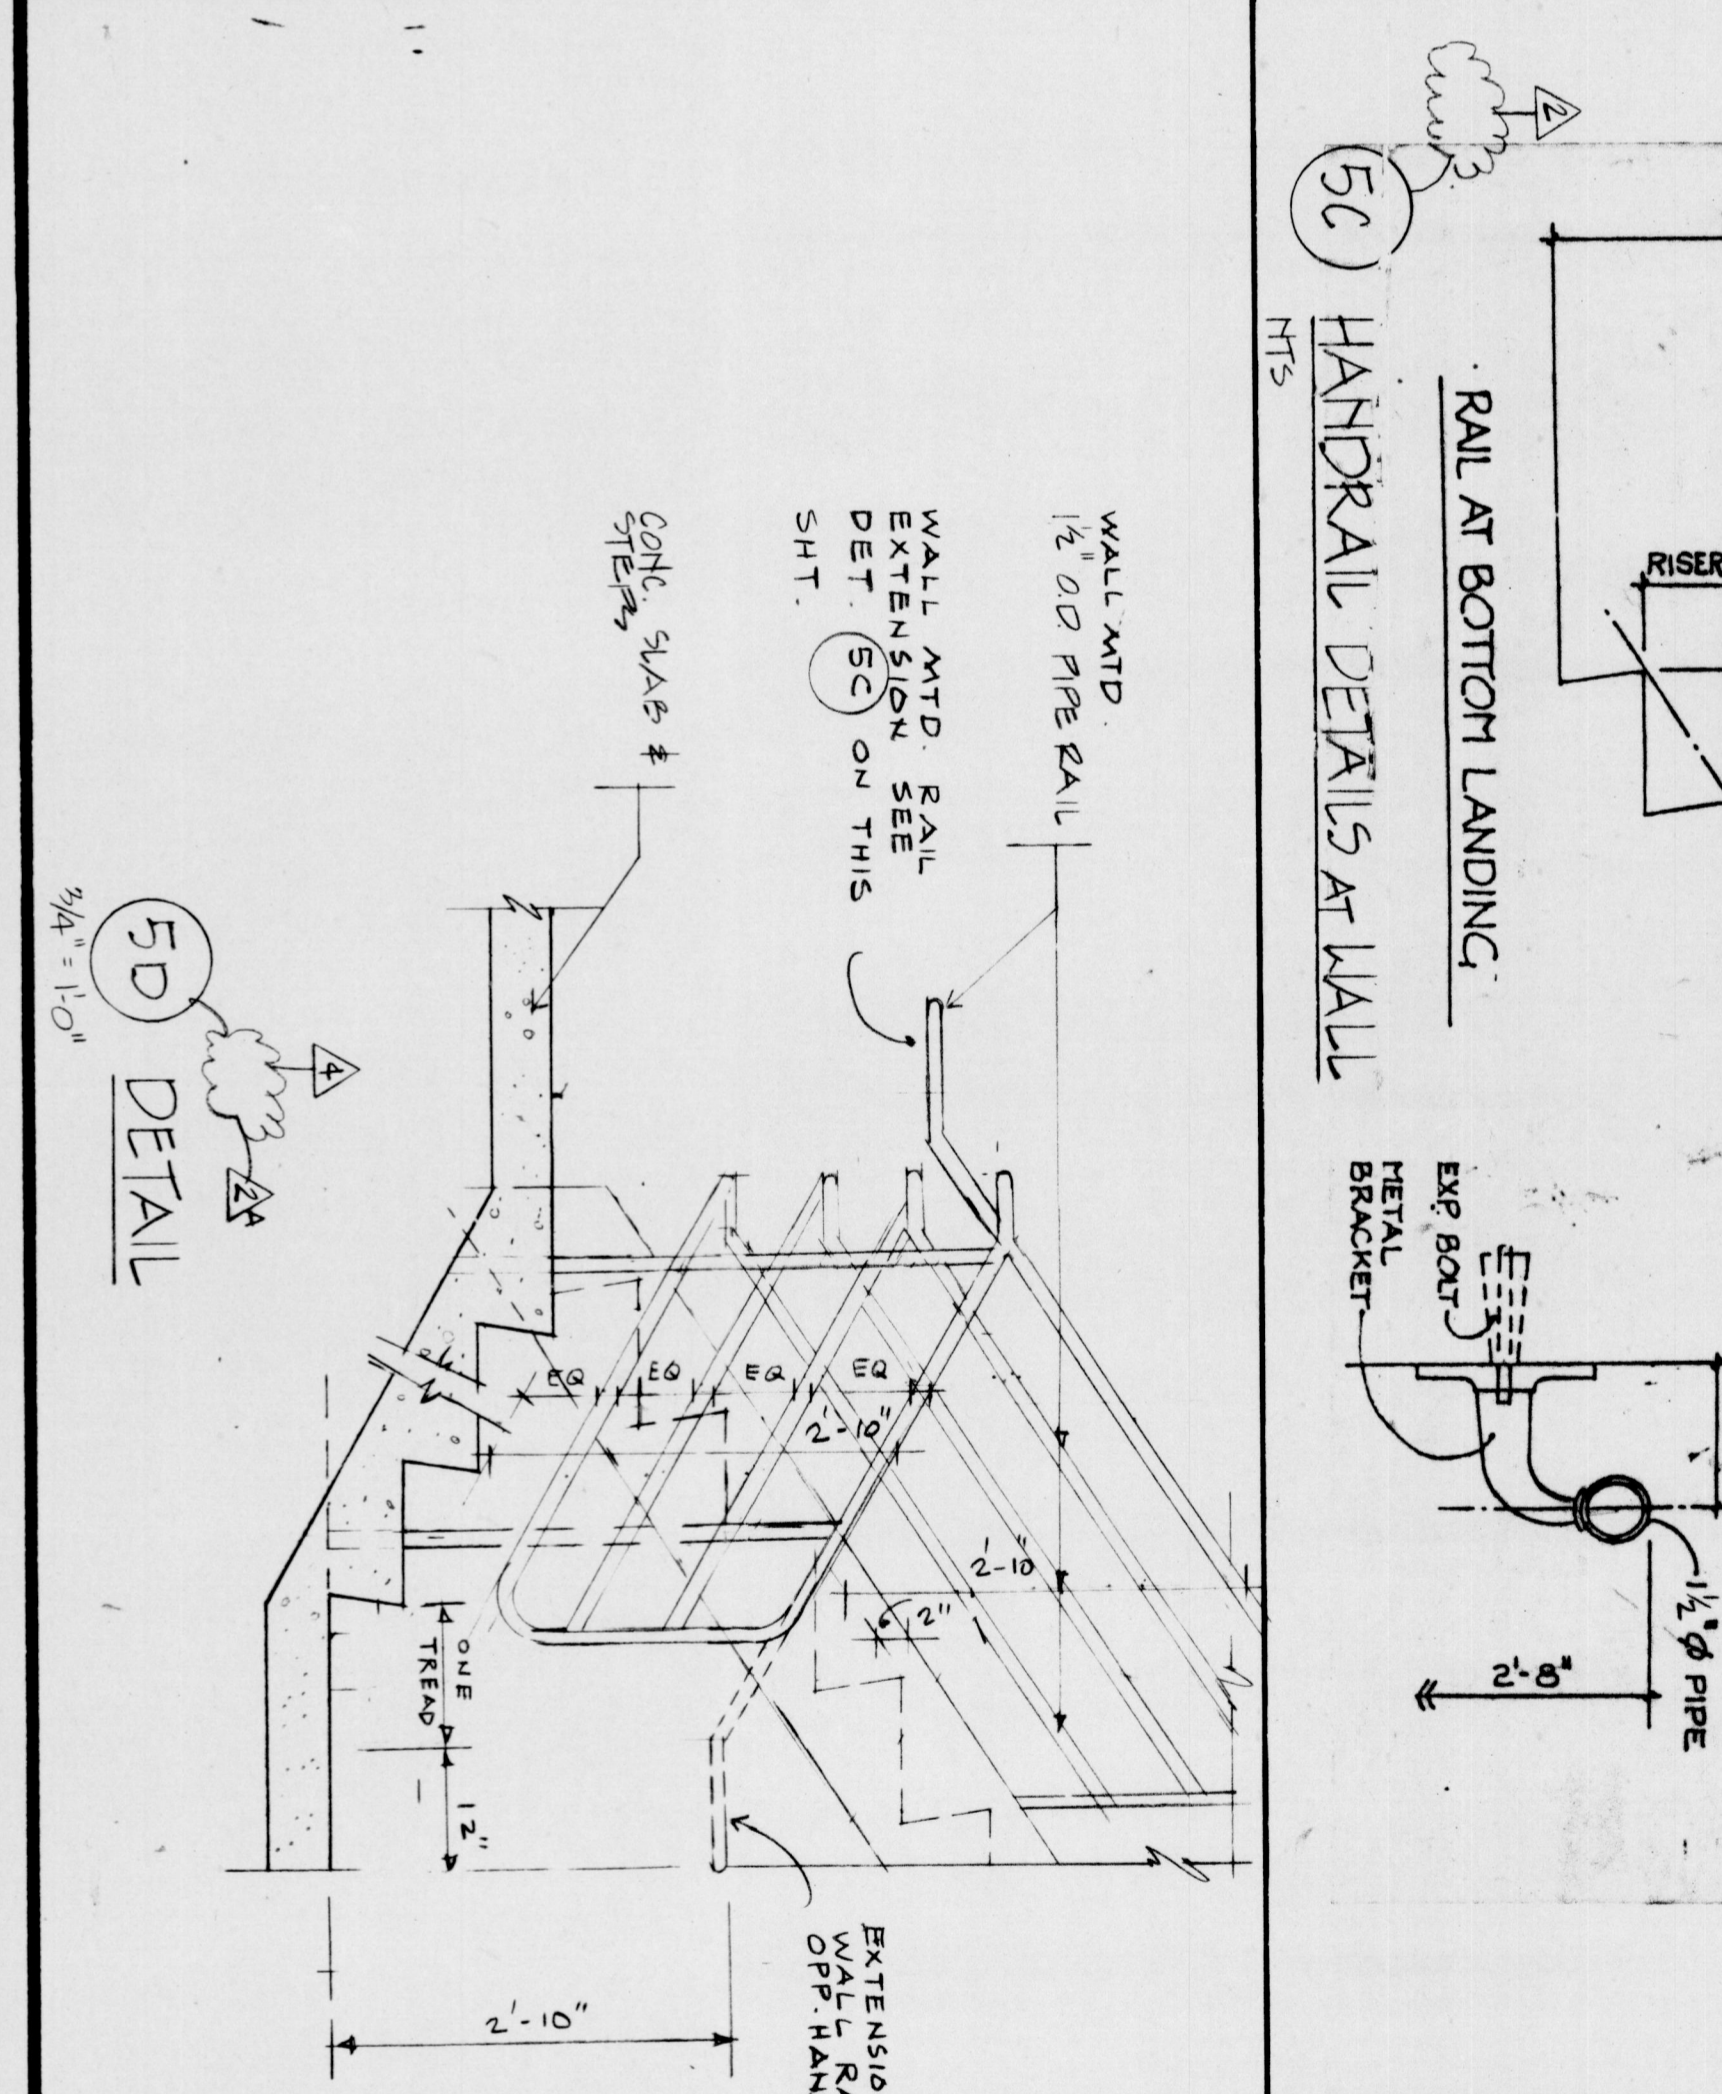 2
RISER
RAIL AT BOTTOM LANDING
5C HANDRAIL DETAILS AT WALL
NTS
EXP. BOLT
METAL
BRACKET
1½" Ø PIPE
2'-8"
WALL MTD.
1½" O.D. PIPE RAIL
WALL MTD. RAIL
EXTENSION SEE
DET. 5C ON THIS
SHT.
CONC. SLAB &
STEPS
EQ
EQ
EQ
EQ
2'-10"
2'-10
2"
ONE
TREAD
12"
2'-10"
4
2A
5D DETAIL
3/4" = 1'-0"